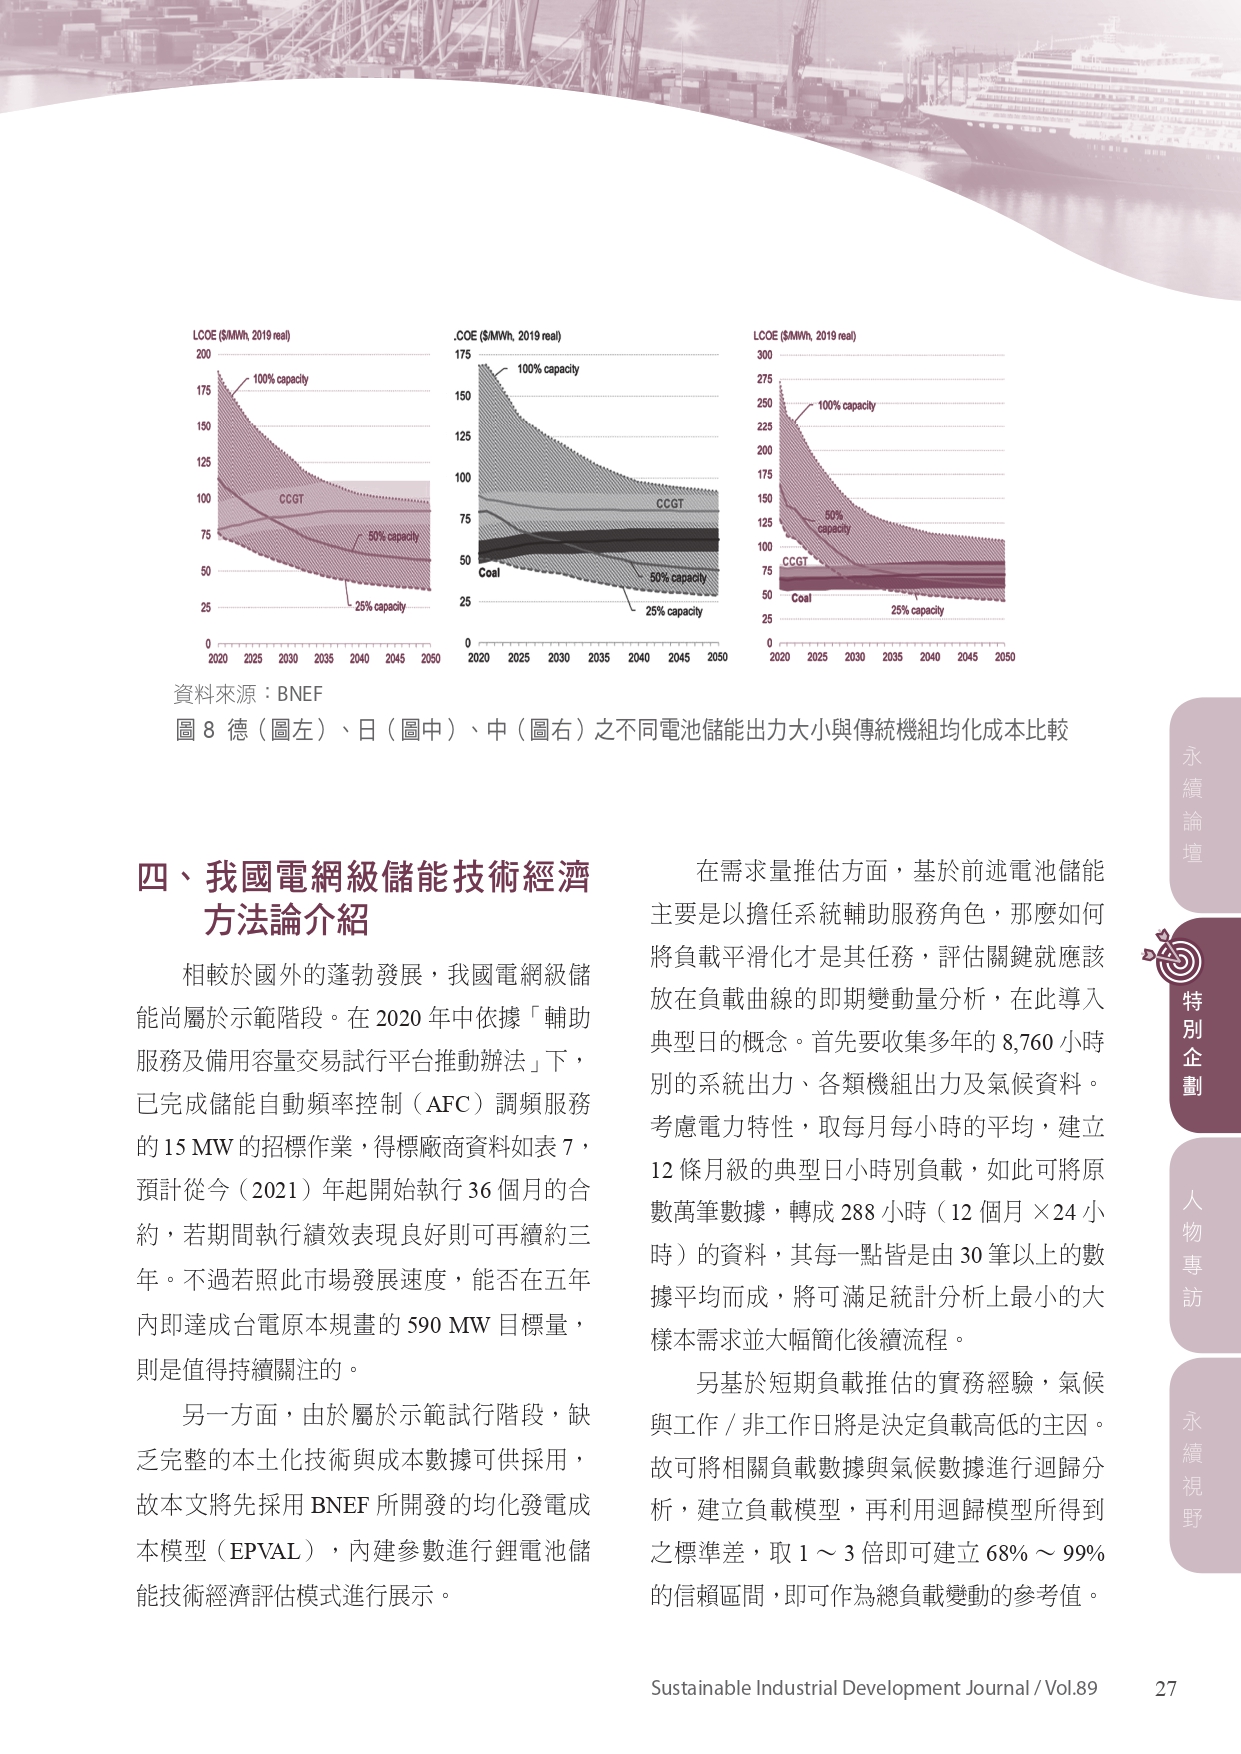 LCOE ($/MWh, 2019 real)
200
175
150
125
100
75
50
25
0
2020 2025 2030 2035 2040 2045 2050
100% capacity
CCGT
50% capacity
25% capacity
.COE ($/MWh, 2019 real)
175
150
125
100
75
50
25
0
2020 2025 2030 2035 2040 2045 2050
100% capacity
CCGT
Coal
50% capacity
25% capacity
LCOE ($/MWh, 2019 real)
300
275
250
225
200
175
150
125
100
75
50
25
0
2020 2025 2030 2035 2040 2045 2050
100% capacity
50%
capacity
CCGT
Coal
25% capacity
資料來源：BNEF
圖 8 德（圖左）、日（圖中）、中（圖右）之不同電池儲能出力大小與傳統機組均化成本比較
四、我國電網級儲能技術經濟
方法論介紹
相較於國外的蓬勃發展，我國電網級儲
能尚屬於示範階段。在 2020 年中依據「輔助
服務及備用容量交易試行平台推動辦法」下，
已完成儲能自動頻率控制（AFC）調頻服務
的 15 MW 的招標作業，得標廠商資料如表 7，
預計從今（2021）年起開始執行 36 個月的合
約，若期間執行績效表現良好則可再續約三
年。不過若照此市場發展速度，能否在五年
內即達成台電原本規畫的 590 MW 目標量，
則是值得持續關注的。
另一方面，由於屬於示範試行階段，缺
乏完整的本土化技術與成本數據可供採用，
故本文將先採用 BNEF 所開發的均化發電成
本模型（EPVAL），內建參數進行鋰電池儲
能技術經濟評估模式進行展示。
在需求量推估方面，基於前述電池儲能
主要是以擔任系統輔助服務角色，那麼如何
將負載平滑化才是其任務，評估關鍵就應該
放在負載曲線的即期變動量分析，在此導入
典型日的概念。首先要收集多年的 8,760 小時
別的系統出力、各類機組出力及氣候資料。
考慮電力特性，取每月每小時的平均，建立
12 條月級的典型日小時別負載，如此可將原
數萬筆數據，轉成 288 小時（12 個月 ×24 小
時）的資料，其每一點皆是由 30 筆以上的數
據平均而成，將可滿足統計分析上最小的大
樣本需求並大幅簡化後續流程。
另基於短期負載推估的實務經驗，氣候
與工作 / 非工作日將是決定負載高低的主因。
故可將相關負載數據與氣候數據進行迴歸分
析，建立負載模型，再利用迴歸模型所得到
之標準差，取 1 ～ 3 倍即可建立 68% ～ 99%
的信賴區間，即可作為總負載變動的參考值。
永續論壇
特別企劃
人物專訪
永續視野
Sustainable Industrial Development Journal / Vol.89 27